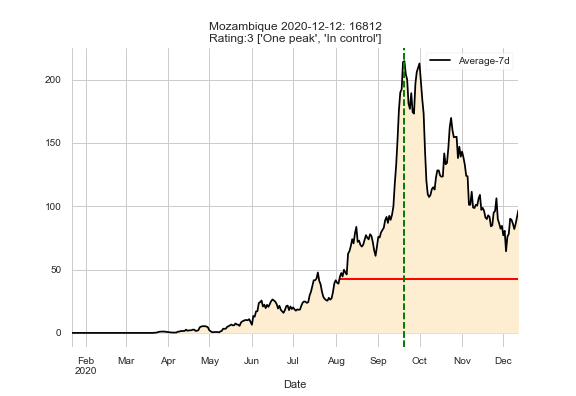 Mozambique 2020-12-12: 16812
Rating:3 ['One peak', 'In control']
Average-7d
200
150
100
50
0
Feb Mar Apr May Jun Jul Aug Sep Oct Nov Dec
2020
Date